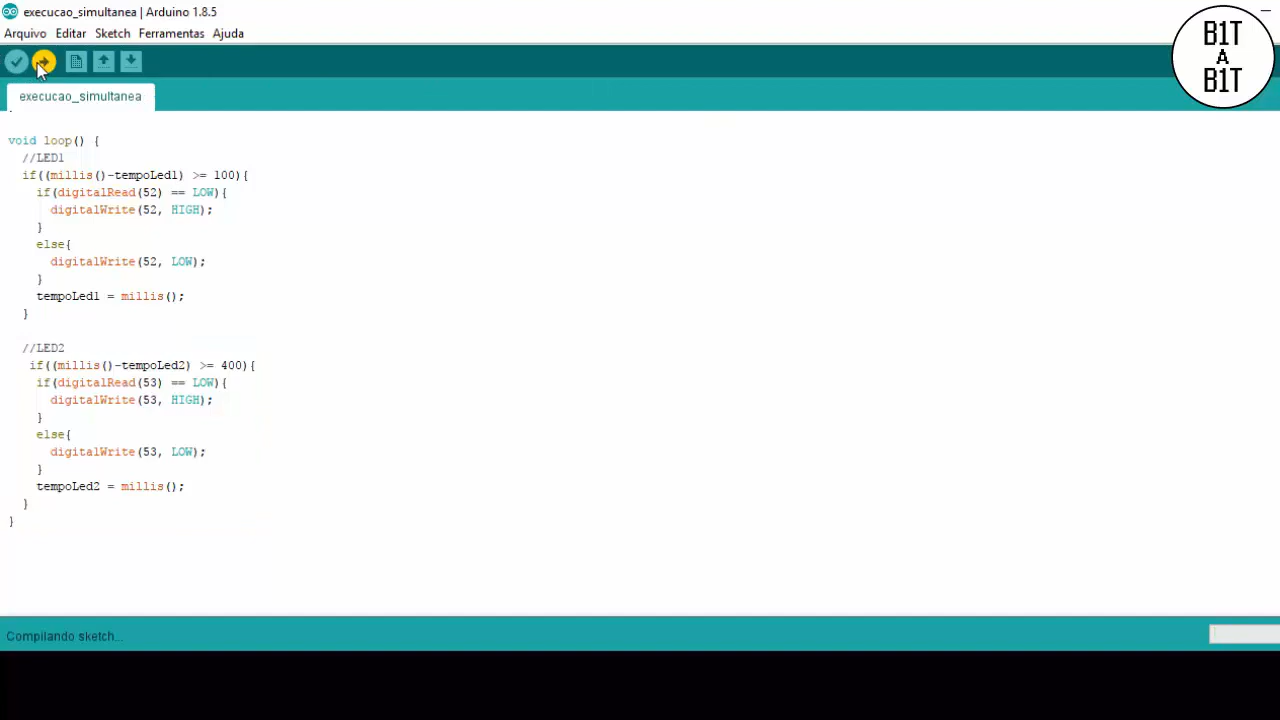 execucao_simultanea | Arduino 1.8.5
Arquivo Editar Sketch Ferramentas Ajuda
B1T
A
B1T
execucao_simultanea
void loop() {
//LED1
if((millis()-tempoLed1) >= 100){
if(digitalRead(52) == LOW){
digitalWrite(52, HIGH);
}
else{
digitalWrite(52, LOW);
}
tempoLed1 = millis();
}
//LED2
if((millis()-tempoLed2) >= 400){
if(digitalRead(53) == LOW){
digitalWrite(53, HIGH);
}
else{
digitalWrite(53, LOW);
}
tempoLed2 = millis();
}
}
Compilando sketch...